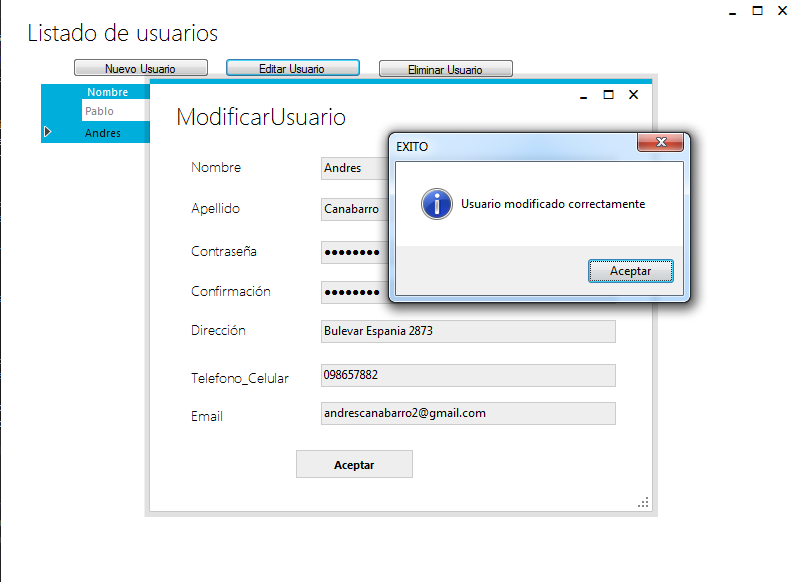 Listado de usuarios
Nuevo Usuario Editar Usuario Eliminar Usuario
Nombre
Pablo
Andres
ModificarUsuario
EXITO
Usuario modificado correctamente
Aceptar
Nombre Andres
Apellido Canabarro
Contraseña ●●●●●●●●
Confirmación ●●●●●●●●
Dirección Bulevar Espania 2873
Telefono_Celular 098657882
Email andrescanabarro2@gmail.com
Aceptar